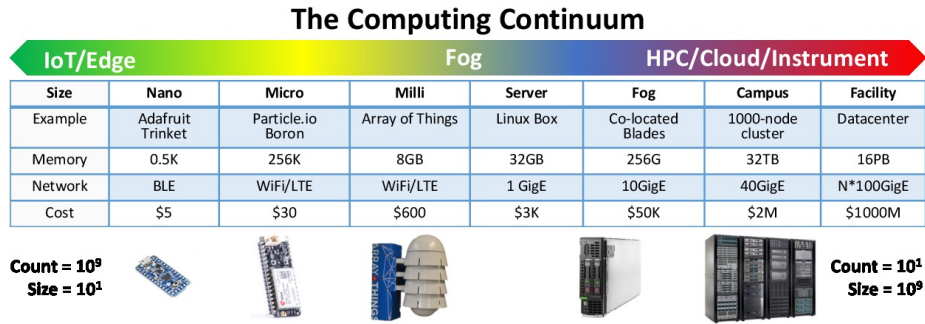 The Computing Continuum
IoT/Edge Fog HPC/Cloud/Instrument
Size Nano Micro Milli Server Fog Campus Facility
Example Adafruit Trinket Particle.io Boron Array of Things Linux Box Co-located Blades 1000-node cluster Datacenter
Memory 0.5K 256K 8GB 32GB 256G 32TB 16PB
Network BLE WiFi/LTE WiFi/LTE 1 GigE 10GigE 40GigE N*100GigE
Cost $5 $30 $600 $3K $50K $2M $1000M
Count = 10⁹
Size = 10¹
Count = 10¹
Size = 10⁹